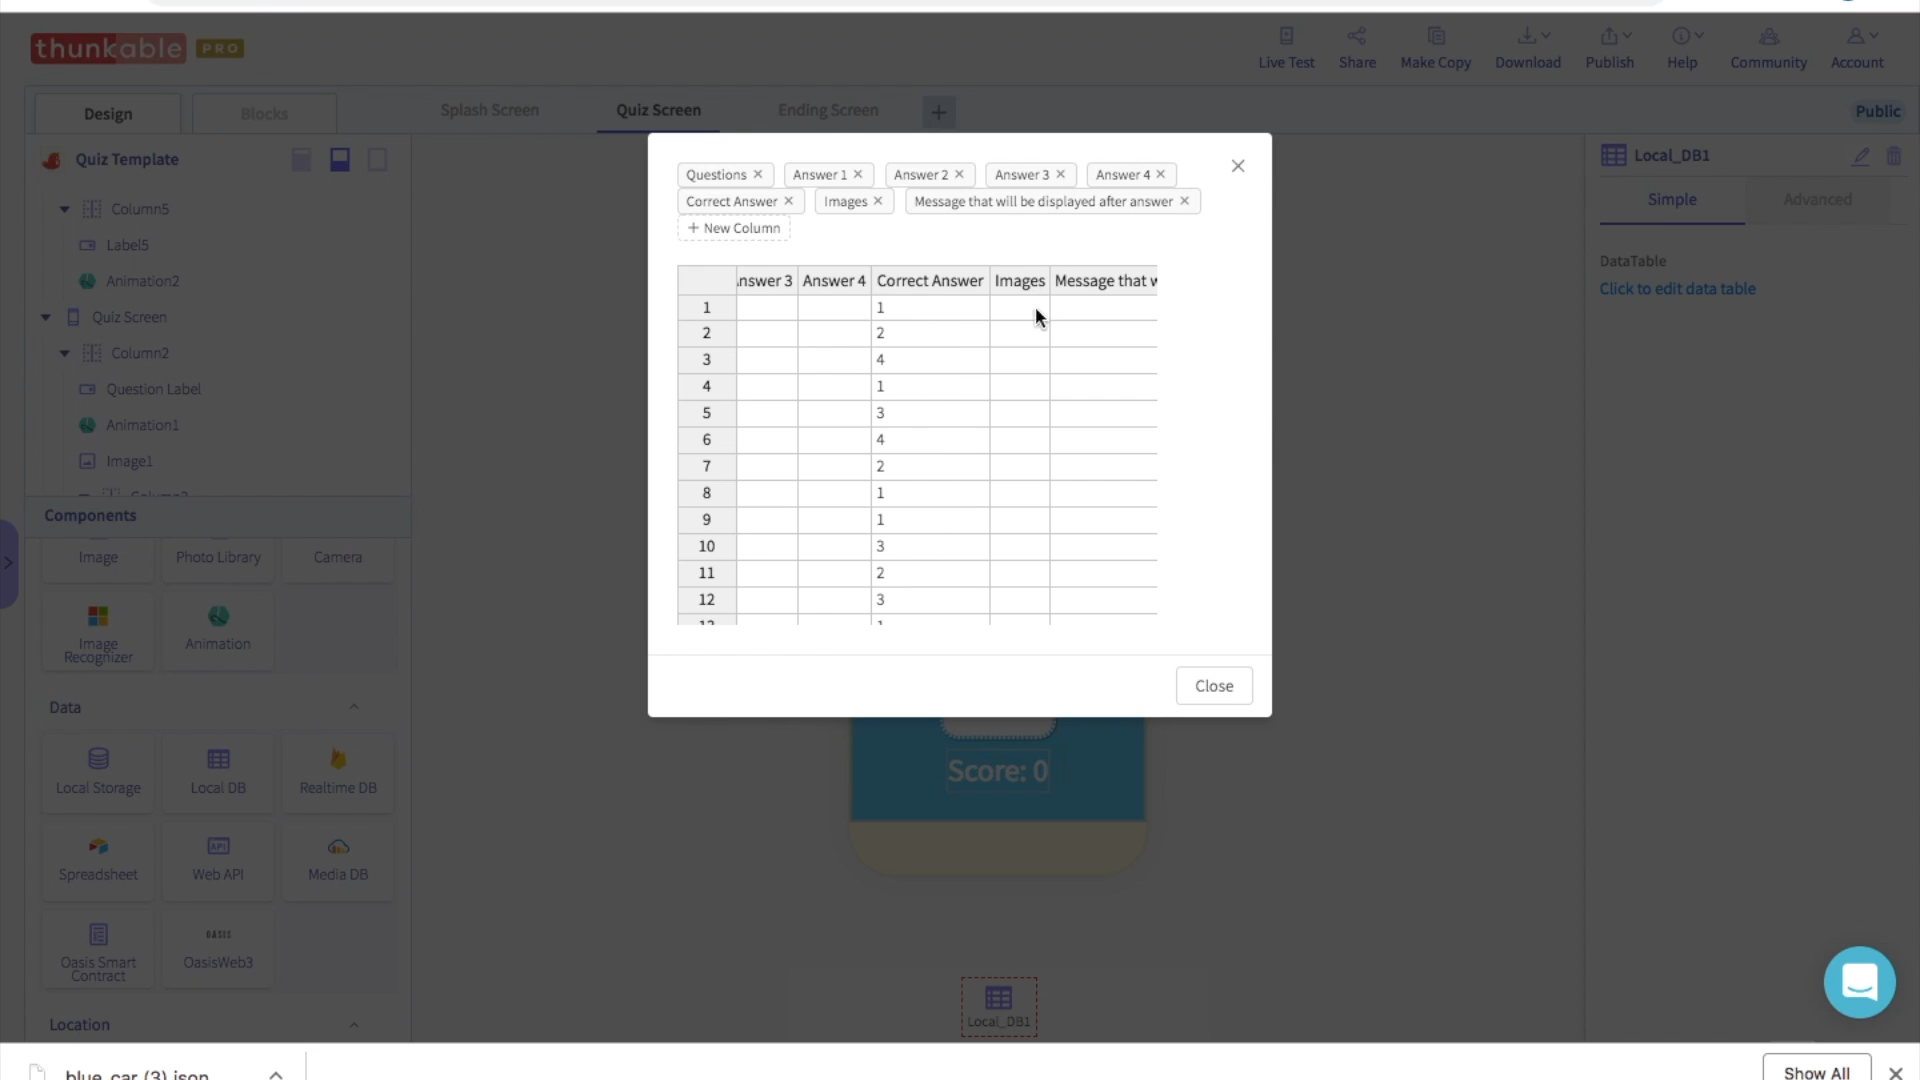 thunkable PRO
Live Test
Share
Make Copy
Download
Publish
Help
Community
Account
Design
Blocks
Splash Screen
Quiz Screen
Ending Screen
+
Public
Quiz Template
Column5
Label5
Animation2
Quiz Screen
Column2
Question Label
Animation1
Image1
Components
Image
Photo Library
Camera
Image Recognizer
Animation
Data
Local Storage
Local DB
Realtime DB
Spreadsheet
API
Web API
Media DB
Oasis Smart Contract
OASIS
OasisWeb3
Location
Questions × Answer 1 × Answer 2 × Answer 3 × Answer 4 ×
Correct Answer × Images × Message that will be displayed after answer ×
+ New Column
nswer 3 Answer 4 Correct Answer Images Message that w
1 1
2 2
3 4
4 1
5 3
6 4
7 2
8 1
9 1
10 3
11 2
12 3
Close
Score: 0
Local_DB1
Local_DB1
Simple
Advanced
DataTable
Click to edit data table
blue_car (3).json
Show All